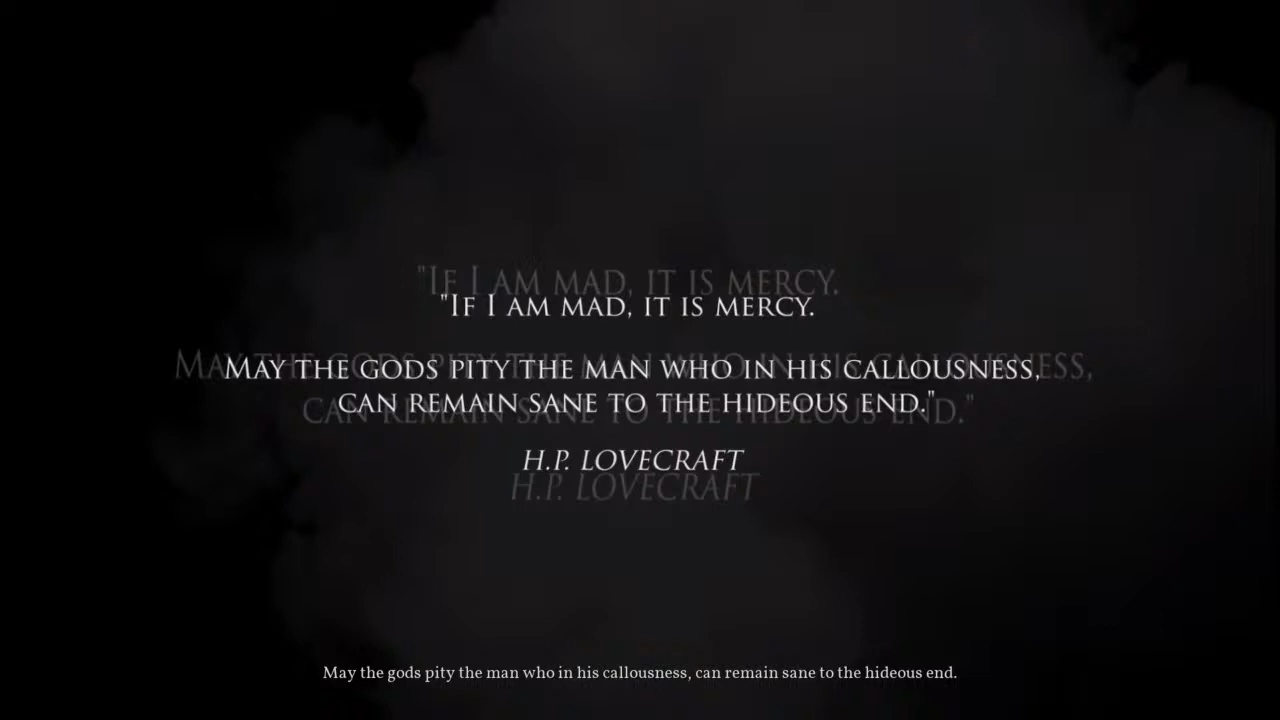 "IF I AM MAD, IT IS MERCY.
MAY THE GODS PITY THE MAN WHO IN HIS CALLOUSNESS,
CAN REMAIN SANE TO THE HIDEOUS END."
H.P. LOVECRAFT
May the gods pity the man who in his callousness, can remain sane to the hideous end.